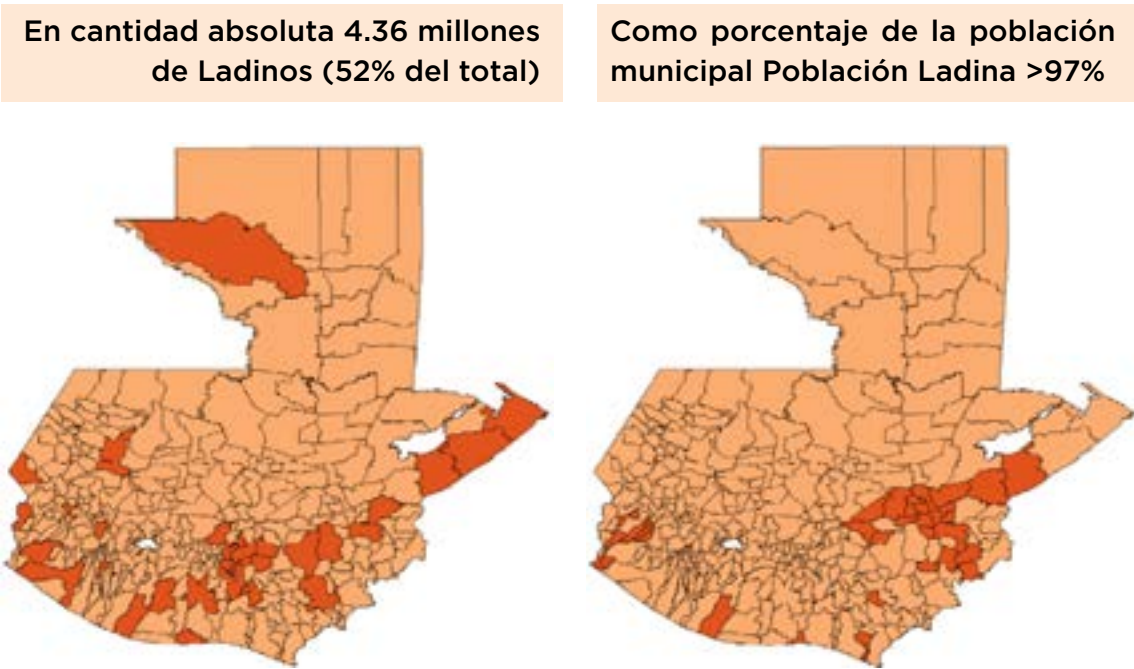 En cantidad absoluta 4.36 millones
de Ladinos (52% del total)
Como porcentaje de la población
municipal Población Ladina >97%